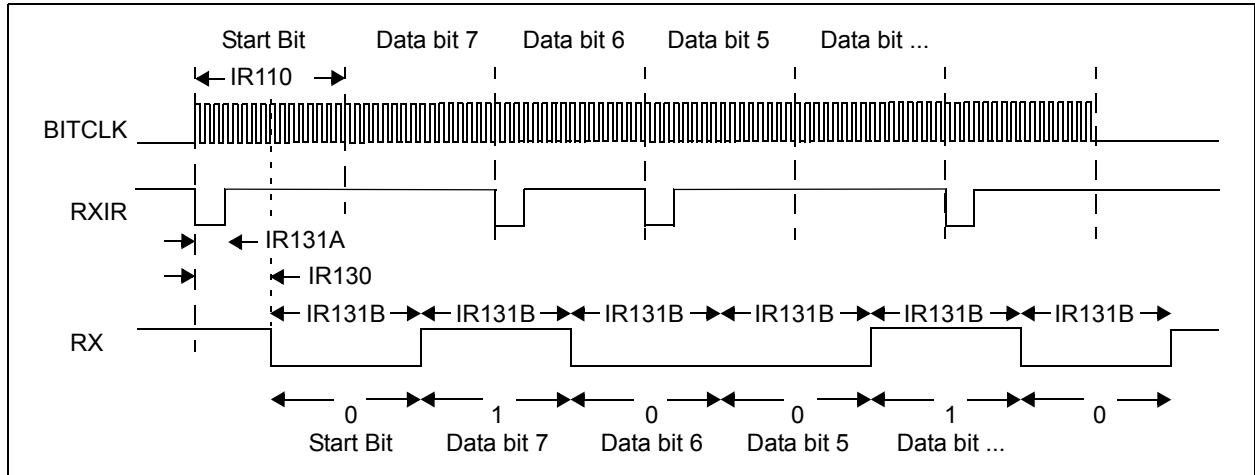 Start Bit Data bit 7 Data bit 6 Data bit 5 Data bit ...
IR110
BITCLK
RXIR
IR131A
IR130
IR131B IR131B IR131B IR131B IR131B IR131B
RX
0 1 0 0 1 0
Start Bit Data bit 7 Data bit 6 Data bit 5 Data bit ...